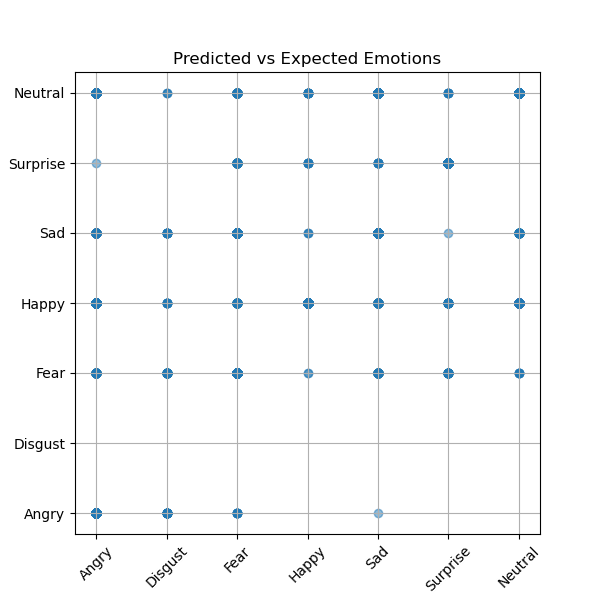 Predicted vs Expected Emotions
Neutral
Surprise
Sad
Happy
Fear
Disgust
Angry
Angry
Disgust
Fear
Happy
Sad
Surprise
Neutral